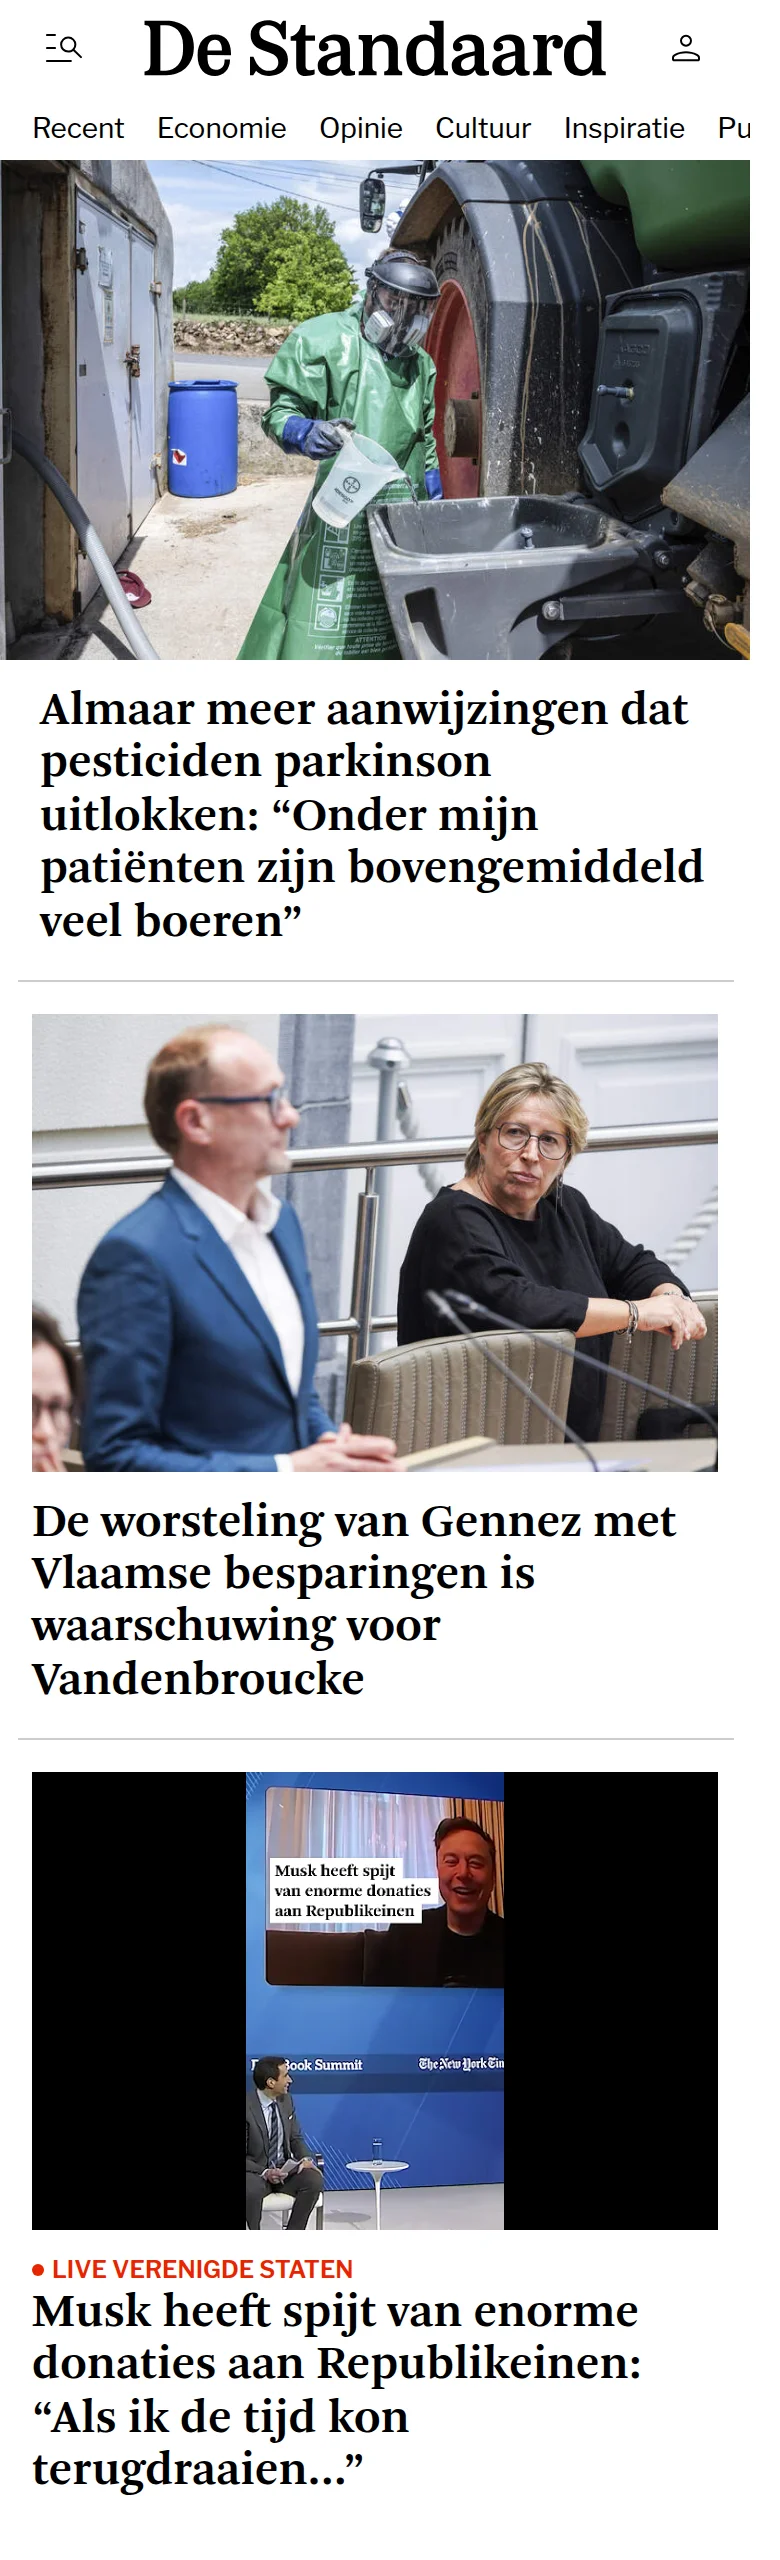 De Standaard
Recent Economie Opinie Cultuur Inspiratie Pu
ATTENTION
Almaar meer aanwijzingen dat
pesticiden parkinson
uitlokken: “Onder mijn
patiënten zijn bovengemiddeld
veel boeren”
De worsteling van Gennez met
Vlaamse besparingen is
waarschuwing voor
Vandenbroucke
Musk heeft spijt
van enorme donaties
aan Republikeinen
Book Summit The New York Tim
LIVE VERENIGDE STATEN
Musk heeft spijt van enorme
donaties aan Republikeinen:
“Als ik de tijd kon
terugdraaien...”